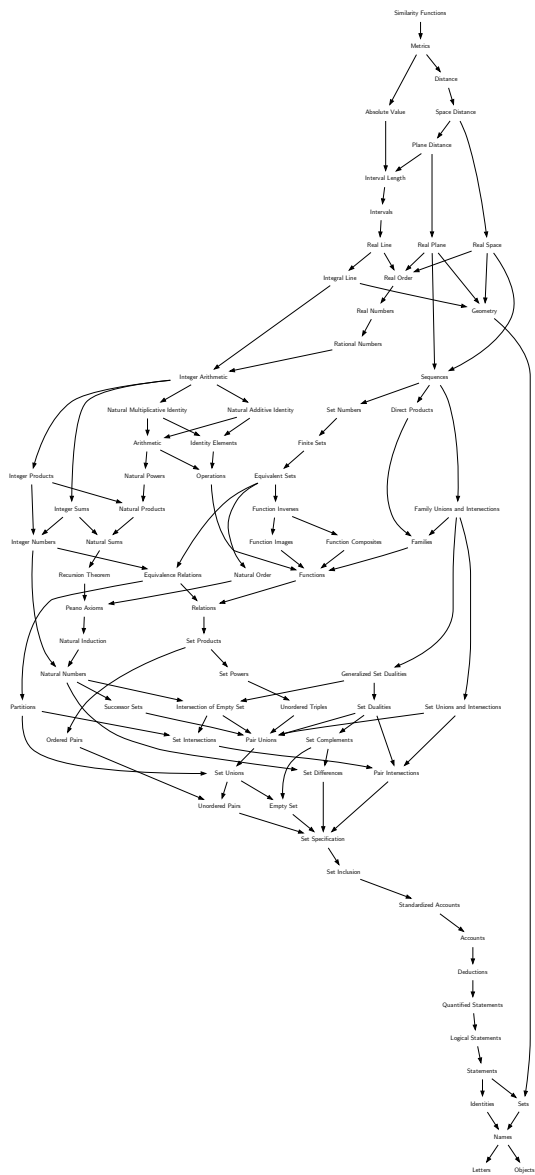 Similarity Functions
Metrics
Distance
Absolute Value Space Distance
Plane Distance
Interval Length
Intervals
Real Line Real Plane Real Space
Integral Line Real Order
Real Numbers Geometry
Rational Numbers
Integer Arithmetic Sequences
Natural Multiplicative Identity Natural Additive Identity Set Numbers Direct Products
Arithmetic Identity Elements Finite Sets
Integer Products Natural Powers Operations Equivalent Sets
Integer Sums Natural Products Function Inverses Family Unions and Intersections
Integer Numbers Natural Sums Function Images Function Composites Families
Recursion Theorem Equivalence Relations Natural Order Functions
Peano Axioms Relations
Natural Induction Set Products
Natural Numbers Set Powers Generalized Set Dualities
Partitions Successor Sets Intersection of Empty Set Unordered Triples Set Dualities Set Unions and Intersections
Ordered Pairs Set Intersections Pair Unions Set Complements
Set Unions Set Differences Pair Intersections
Unordered Pairs Empty Set
Set Specification
Set Inclusion
Standardized Accounts
Accounts
Deductions
Quantified Statements
Logical Statements
Statements
Identities Sets
Names
Letters Objects